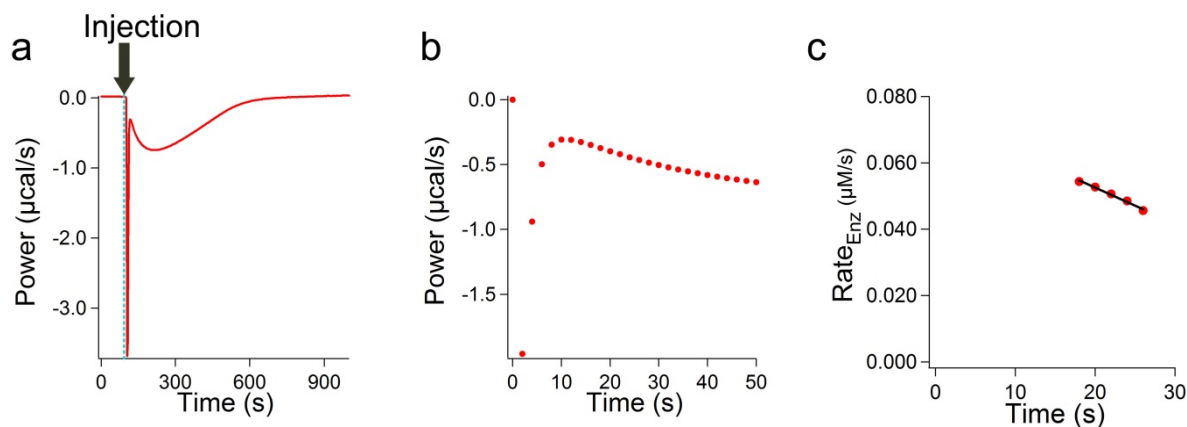 Injection
a
0.0
-1.0
-2.0
-3.0
Power (µcal/s)
0 300 600 900
Time (s)
b
0.0
-0.5
-1.0
-1.5
Power (µcal/s)
0 10 20 30 40 50
Time (s)
c
0.080
0.060
0.040
0.020
0.000
RateEnz (µM/s)
0 10 20 30
Time (s)